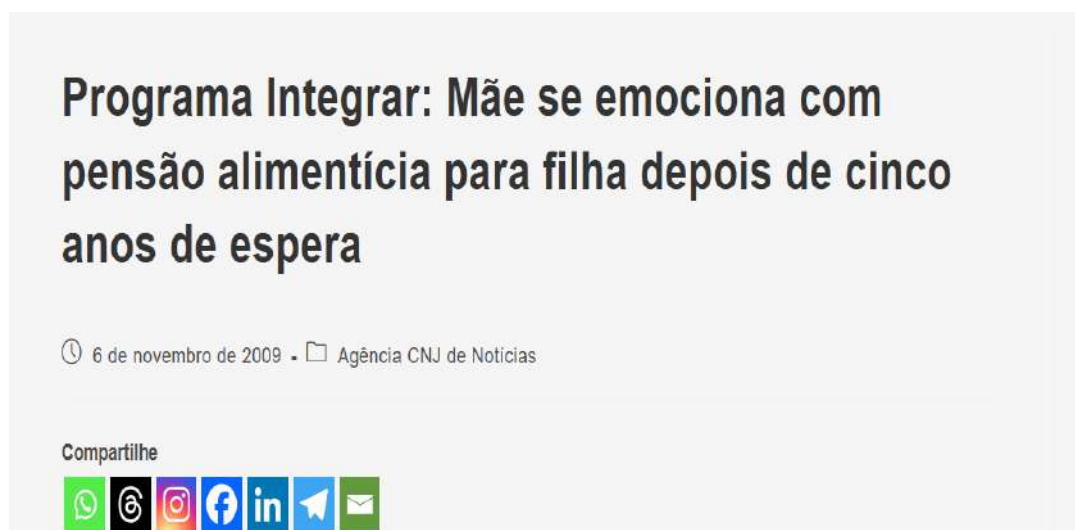 Programa Integrar: Mãe se emociona com
pensão alimentícia para filha depois de cinco
anos de espera
6 de novembro de 2009 - Agência CNJ de Notícias
Compartilhe
in